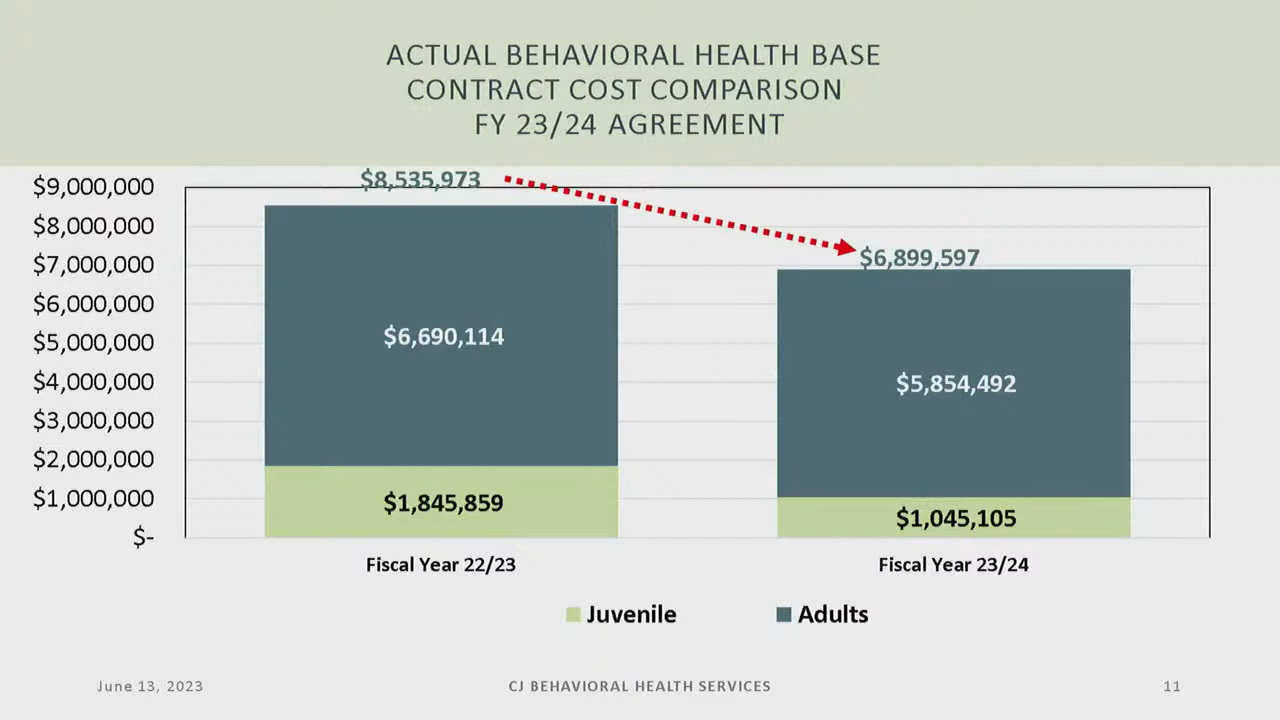 ACTUAL BEHAVIORAL HEALTH BASE
CONTRACT COST COMPARISON
FY 23/24 AGREEMENT
$9,000,000
$8,000,000
$7,000,000
$6,000,000
$5,000,000
$4,000,000
$3,000,000
$2,000,000
$1,000,000
$-
$8,535,973
$6,690,114
$1,845,859
$6,899,597
$5,854,492
$1,045,105
Fiscal Year 22/23
Fiscal Year 23/24
Juvenile
Adults
June 13, 2023
CJ BEHAVIORAL HEALTH SERVICES
11